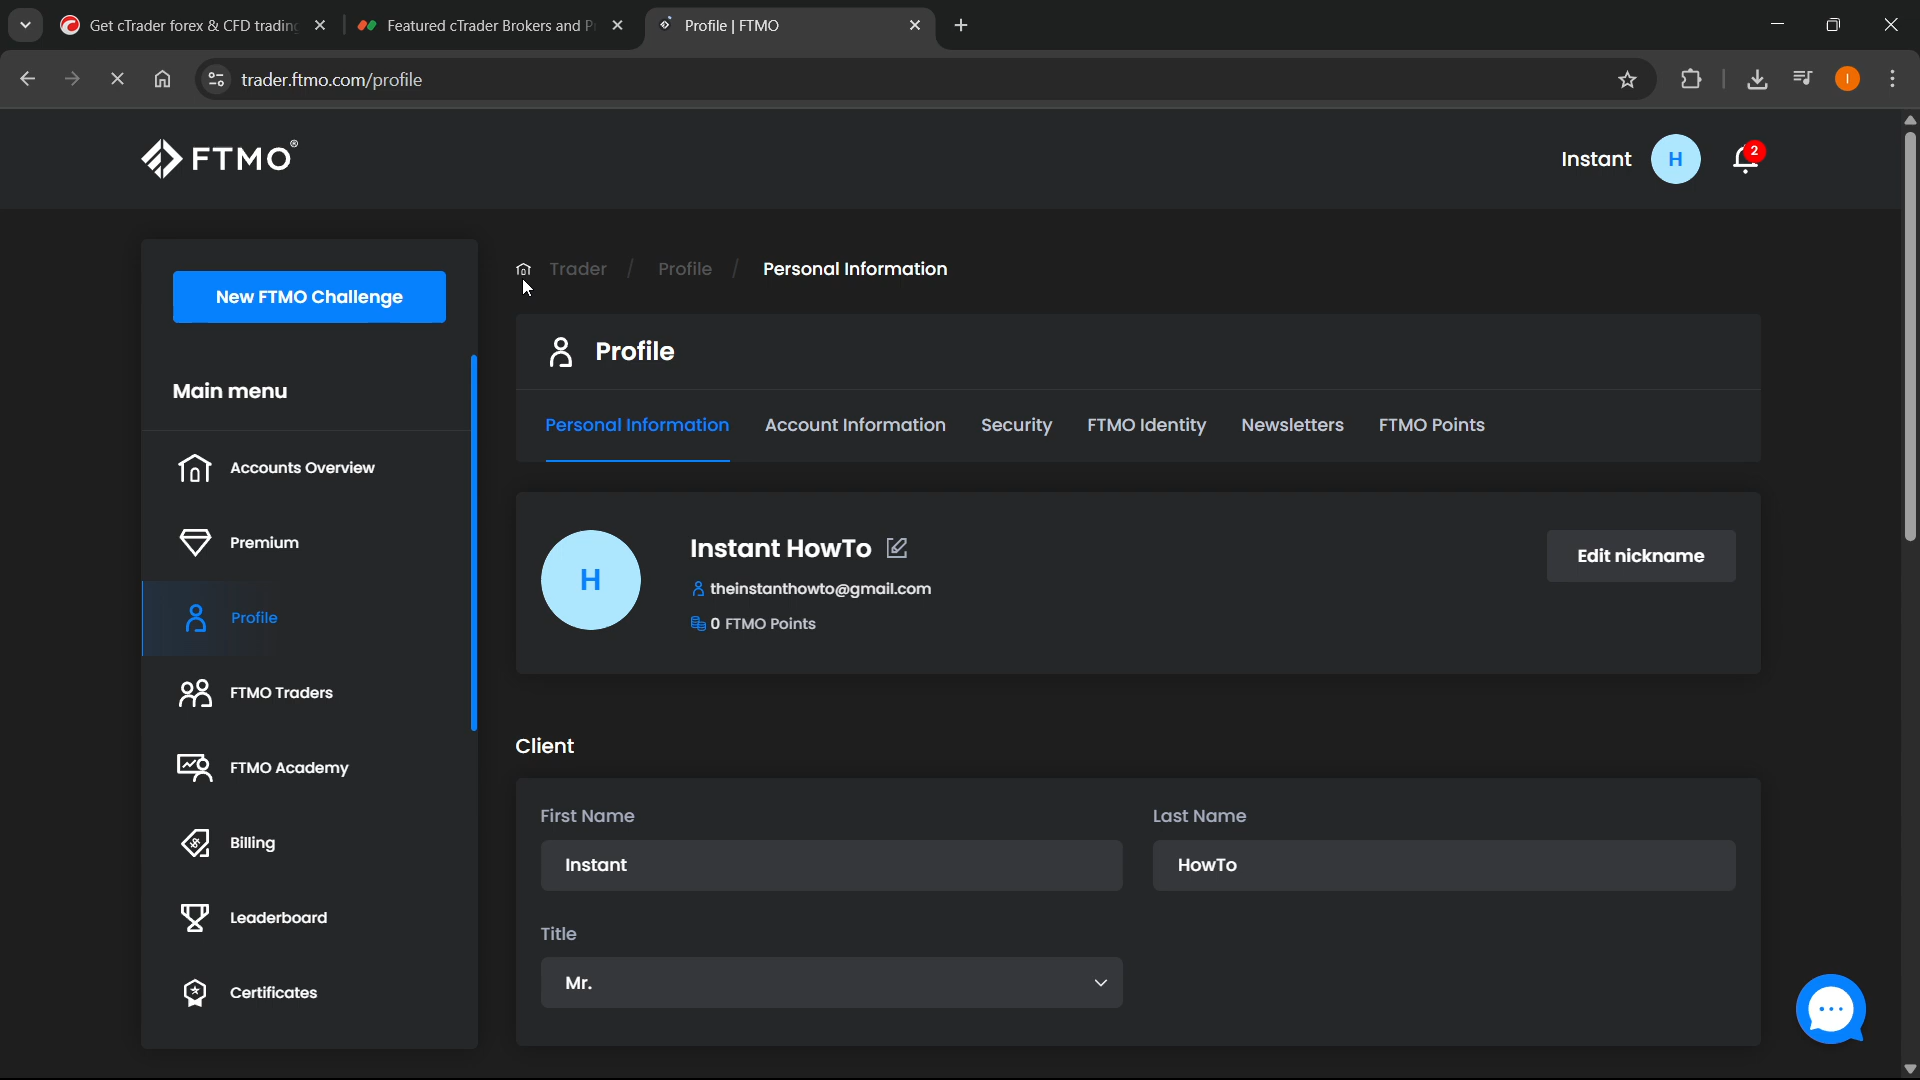 Get cTrader forex & CFD trading
Featured cTrader Brokers and P
Profile | FTMO
trader.ftmo.com/profile
I
FTMO®
Instant
H
2
New FTMO Challenge
Main menu
Accounts Overview
Premium
Profile
FTMO Traders
FTMO Academy
Billing
Leaderboard
Certificates
Trader / Profile / Personal Information
Profile
Personal Information
Account Information
Security
FTMO Identity
Newsletters
FTMO Points
H
Instant HowTo
theinstanthowto@gmail.com
0 FTMO Points
Edit nickname
Client
First Name
Last Name
Instant
HowTo
Title
Mr.